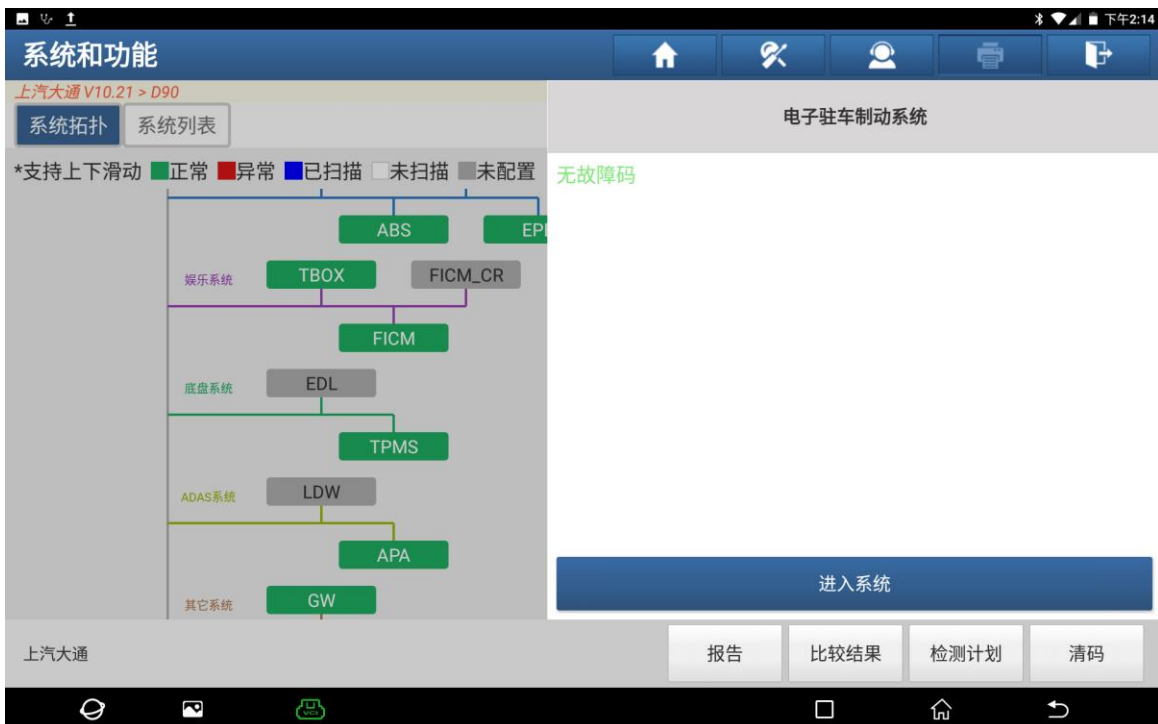 下午2:14
系统和功能
上汽大通 V10.21 > D90
系统拓扑 系统列表
*支持上下滑动 正常 异常 已扫描 未扫描 未配置
ABS
娱乐系统 TBOX FICM_CR
FICM
底盘系统 EDL
TPMS
ADAS系统 LDW
APA
其它系统 GW
电子驻车制动系统
无故障码
进入系统
上汽大通 报告 比较结果 检测计划 清码
VCI